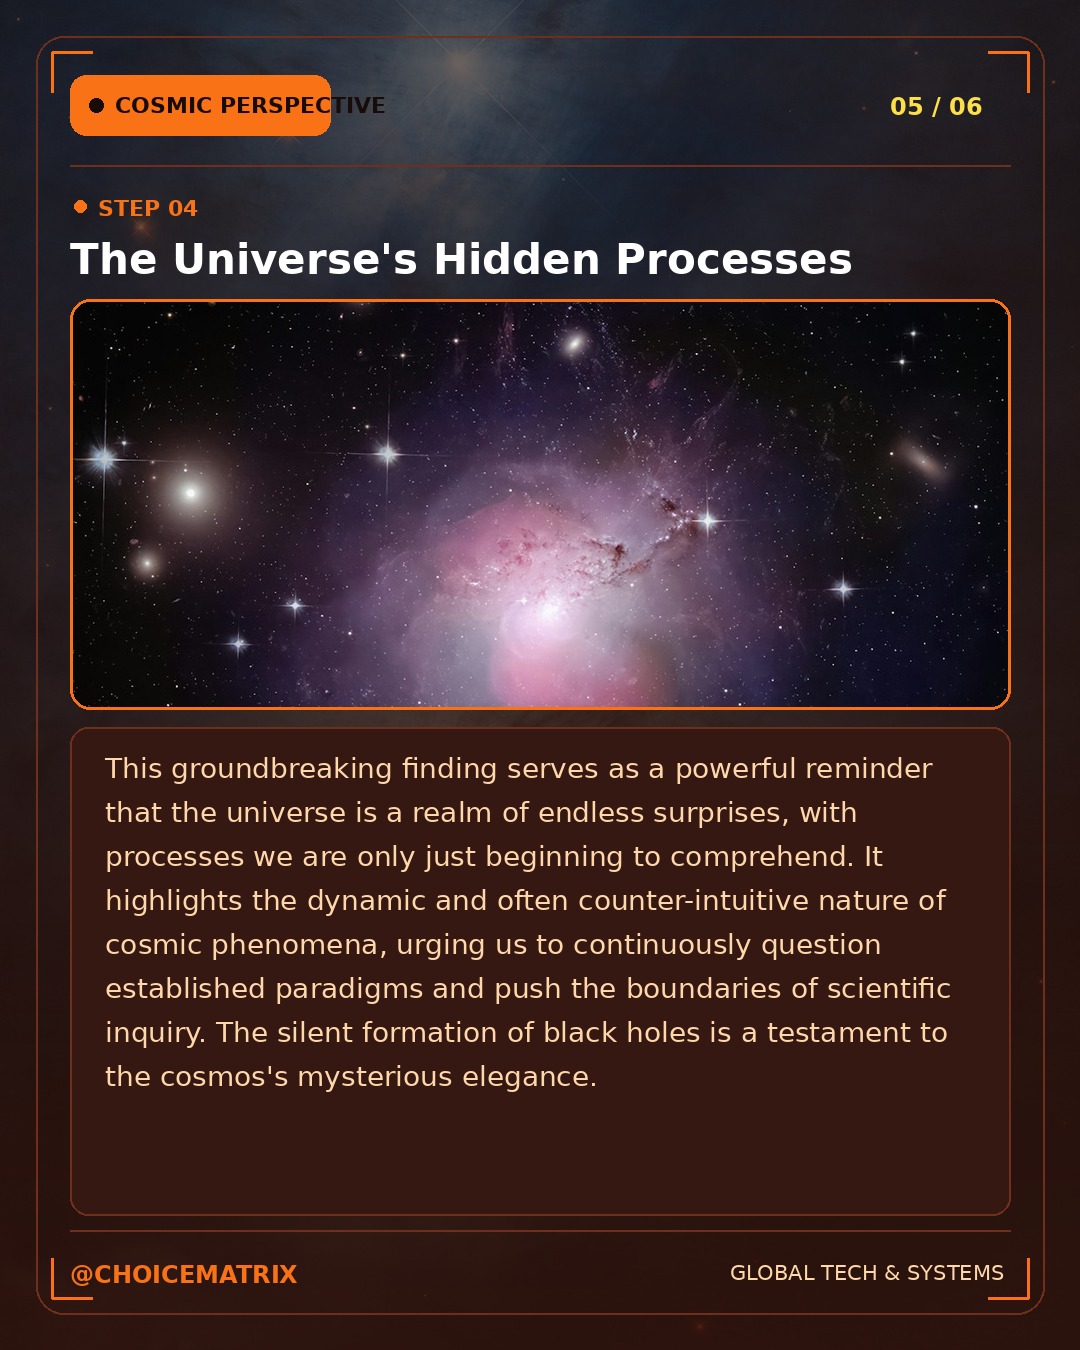 COSMIC PERSPECTIVE
05 / 06
STEP 04
The Universe's Hidden Processes
This groundbreaking finding serves as a powerful reminder
that the universe is a realm of endless surprises, with
processes we are only just beginning to comprehend. It
highlights the dynamic and often counter-intuitive nature of
cosmic phenomena, urging us to continuously question
established paradigms and push the boundaries of scientific
inquiry. The silent formation of black holes is a testament to
the cosmos's mysterious elegance.
@CHOICEMATRIX
GLOBAL TECH & SYSTEMS